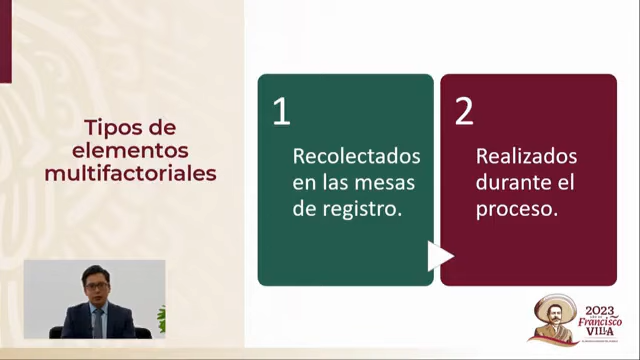 Tipos de
elementos
multifactoriales
1
Recolectados
en las mesas
de registro.
2
Realizados
durante el
proceso.
2023
Francisco
VILLA